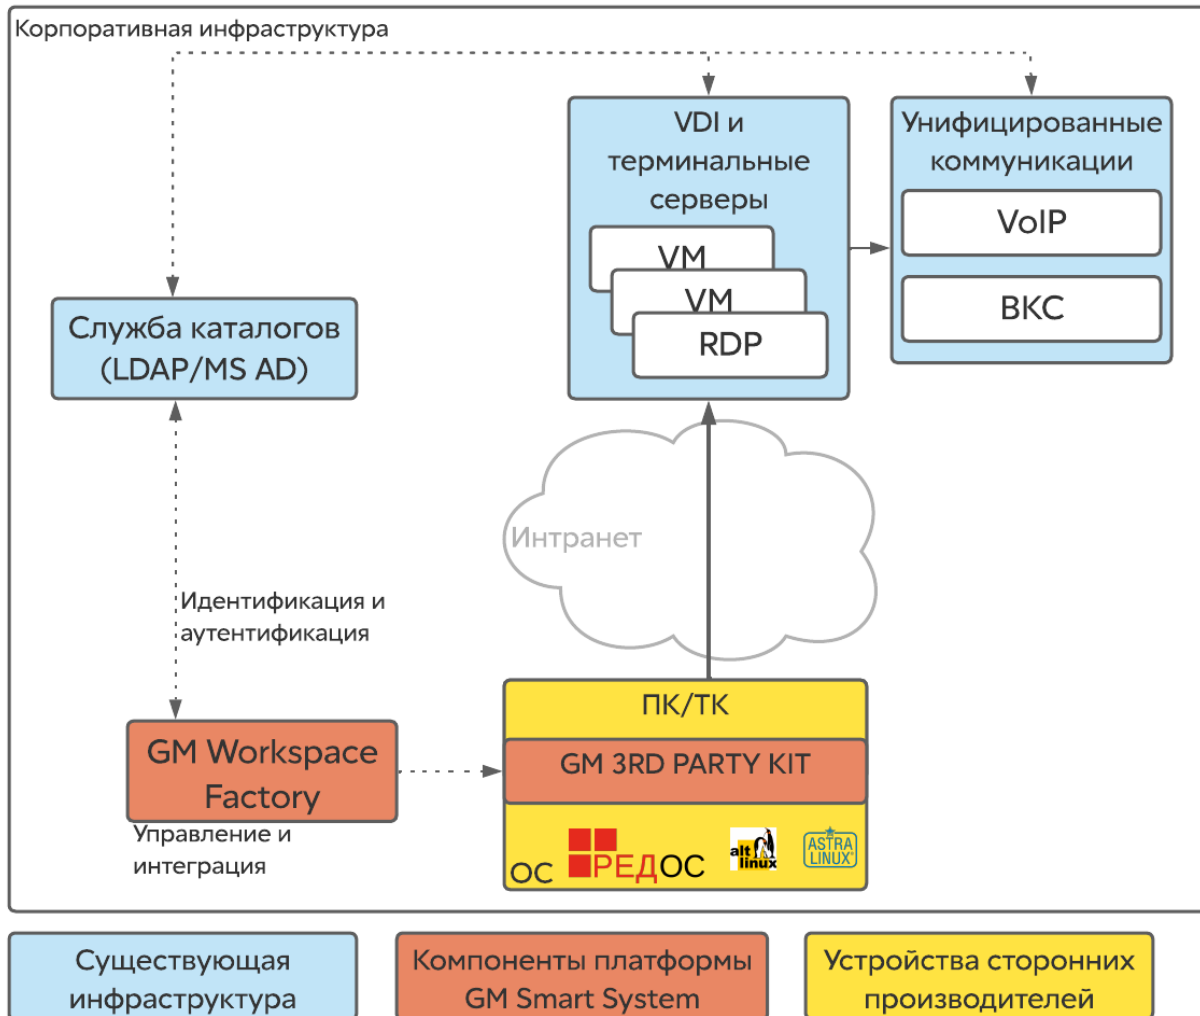 Корпоративная инфраструктура
VDI и
терминальные
серверы
VM
VM
RDP
Унифицированные
коммуникации
VoIP
ВКС
Служба каталогов
(LDAP/MS AD)
Интранет
Идентификация и
аутентификация
GM Workspace
Factory
Управление и
интеграция
ПК/ТК
GM 3RD PARTY KIT
ОС
РЕДОС
alt
linux
ASTRA
LINUX®
Существующая
инфраструктура
Компоненты платформы
GM Smart System
Устройства сторонних
производителей